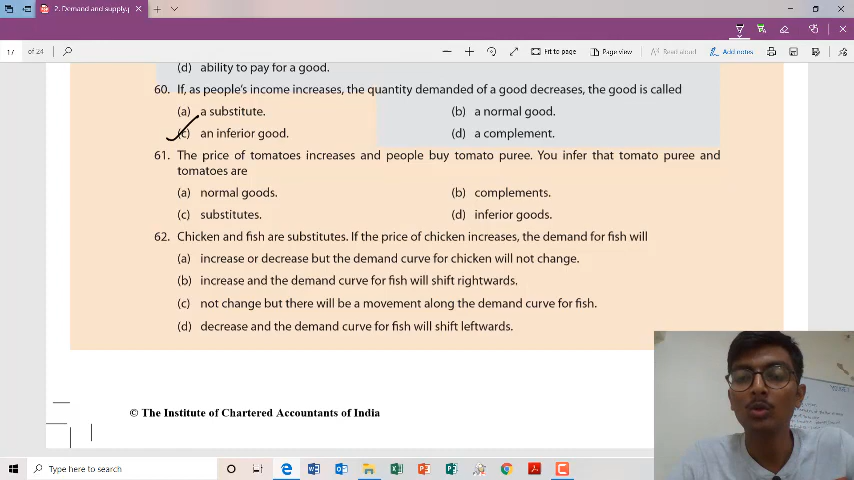 2. Demand and supply.p
17 of 24
Fit to page
Page view
Read aloud
Add notes
(d) ability to pay for a good.
60. If, as people's income increases, the quantity demanded of a good decreases, the good is called
(a) a substitute. (b) a normal good.
(c) an inferior good. (d) a complement.
61. The price of tomatoes increases and people buy tomato puree. You infer that tomato puree and
tomatoes are
(a) normal goods. (b) complements.
(c) substitutes. (d) inferior goods.
62. Chicken and fish are substitutes. If the price of chicken increases, the demand for fish will
(a) increase or decrease but the demand curve for chicken will not change.
(b) increase and the demand curve for fish will shift rightwards.
(c) not change but there will be a movement along the demand curve for fish.
(d) decrease and the demand curve for fish will shift leftwards.
© The Institute of Chartered Accountants of India
Type here to search